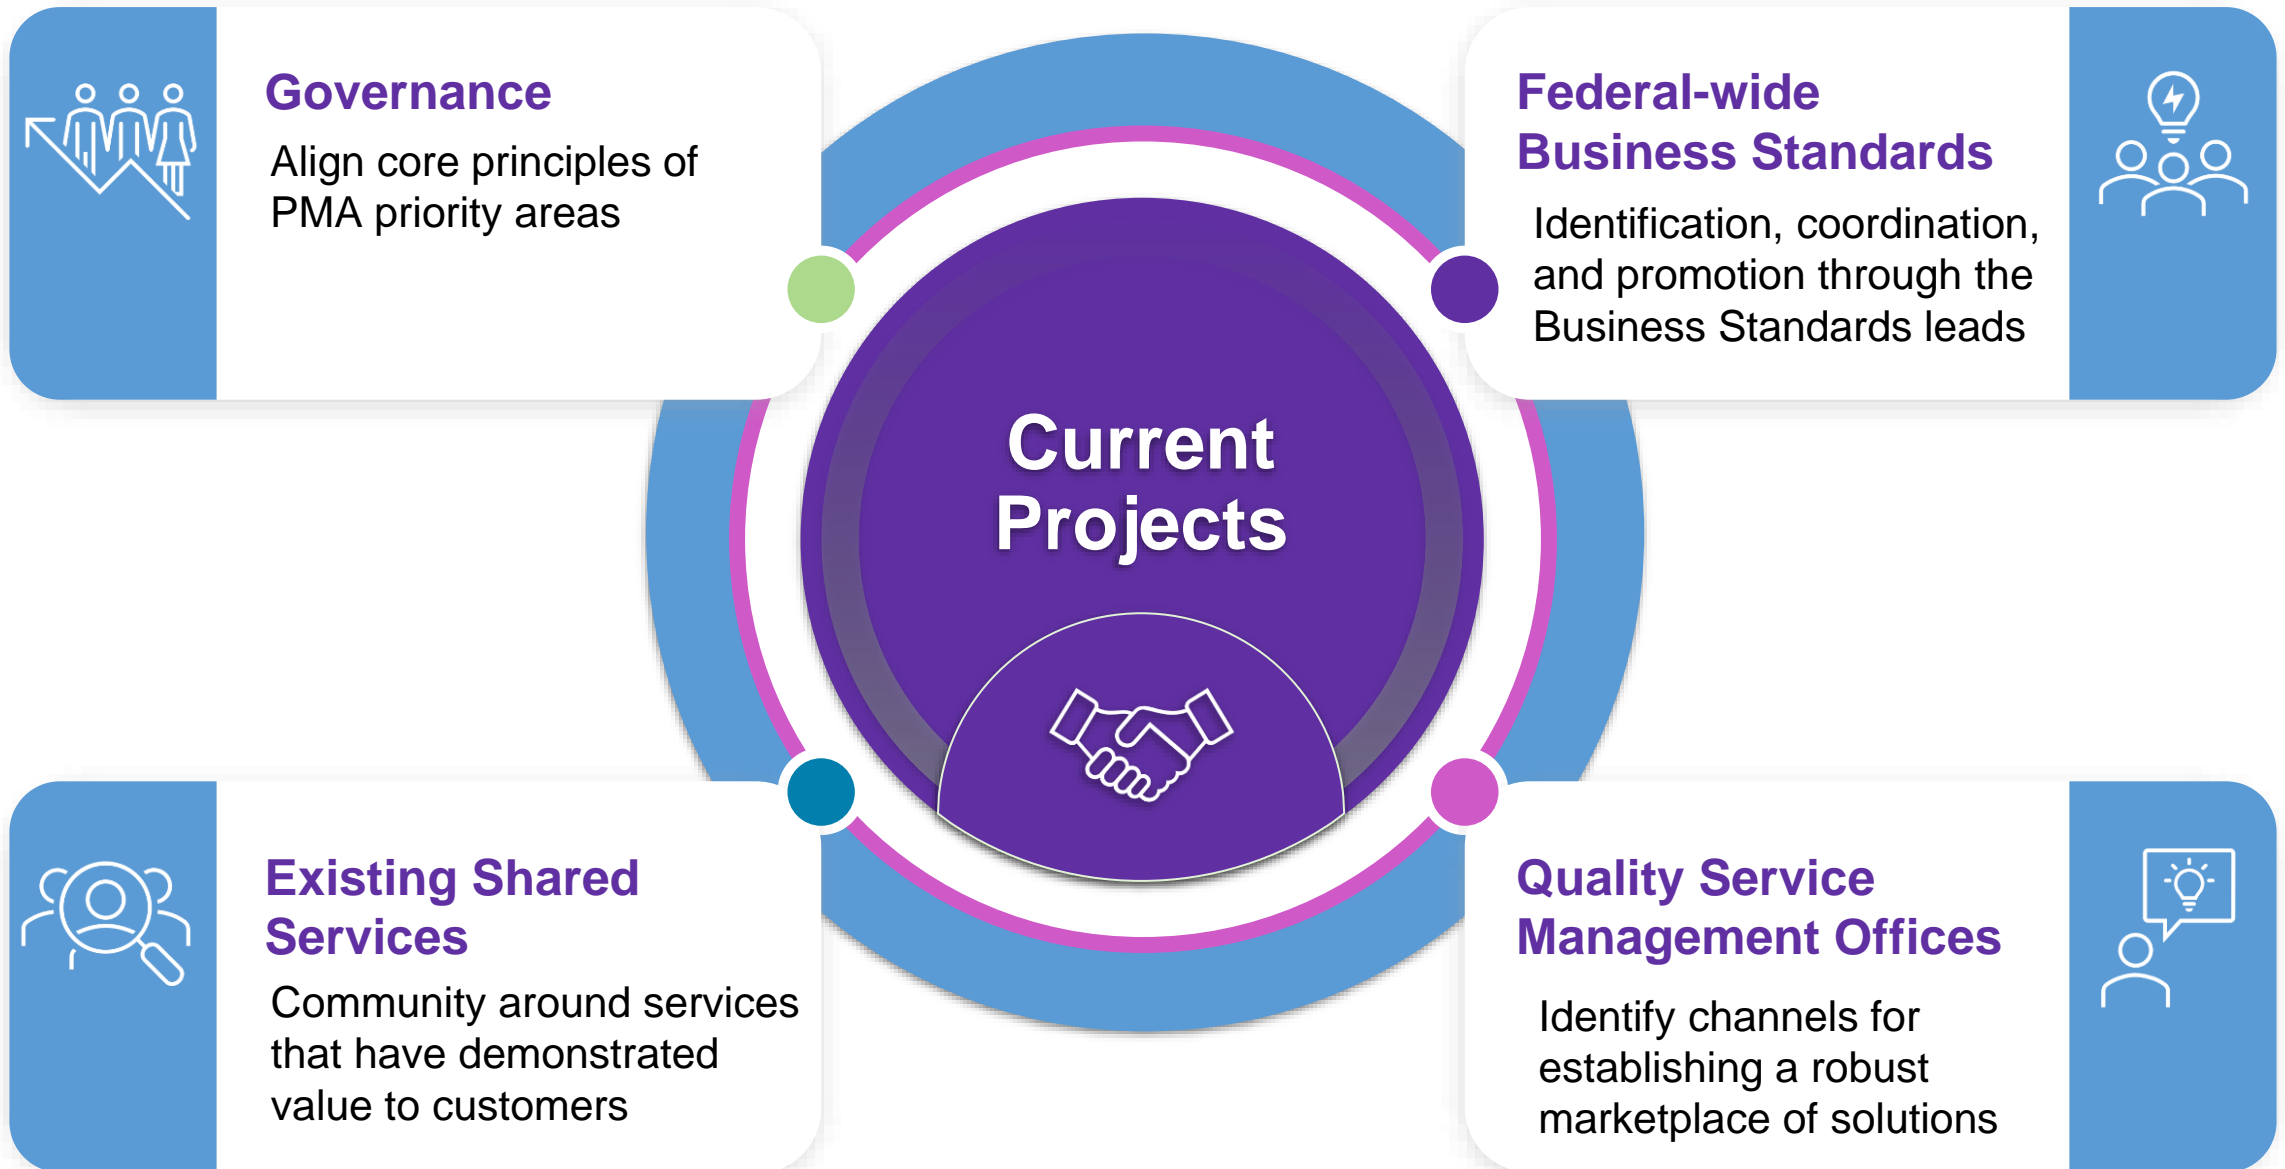 Governance
Align core principles of
PMA priority areas
Federal-wide
Business Standards
Identification, coordination,
and promotion through the
Business Standards leads
Current
Projects
Existing Shared
Services
Community around services
that have demonstrated
value to customers
Quality Service
Management Offices
Identify channels for
establishing a robust
marketplace of solutions